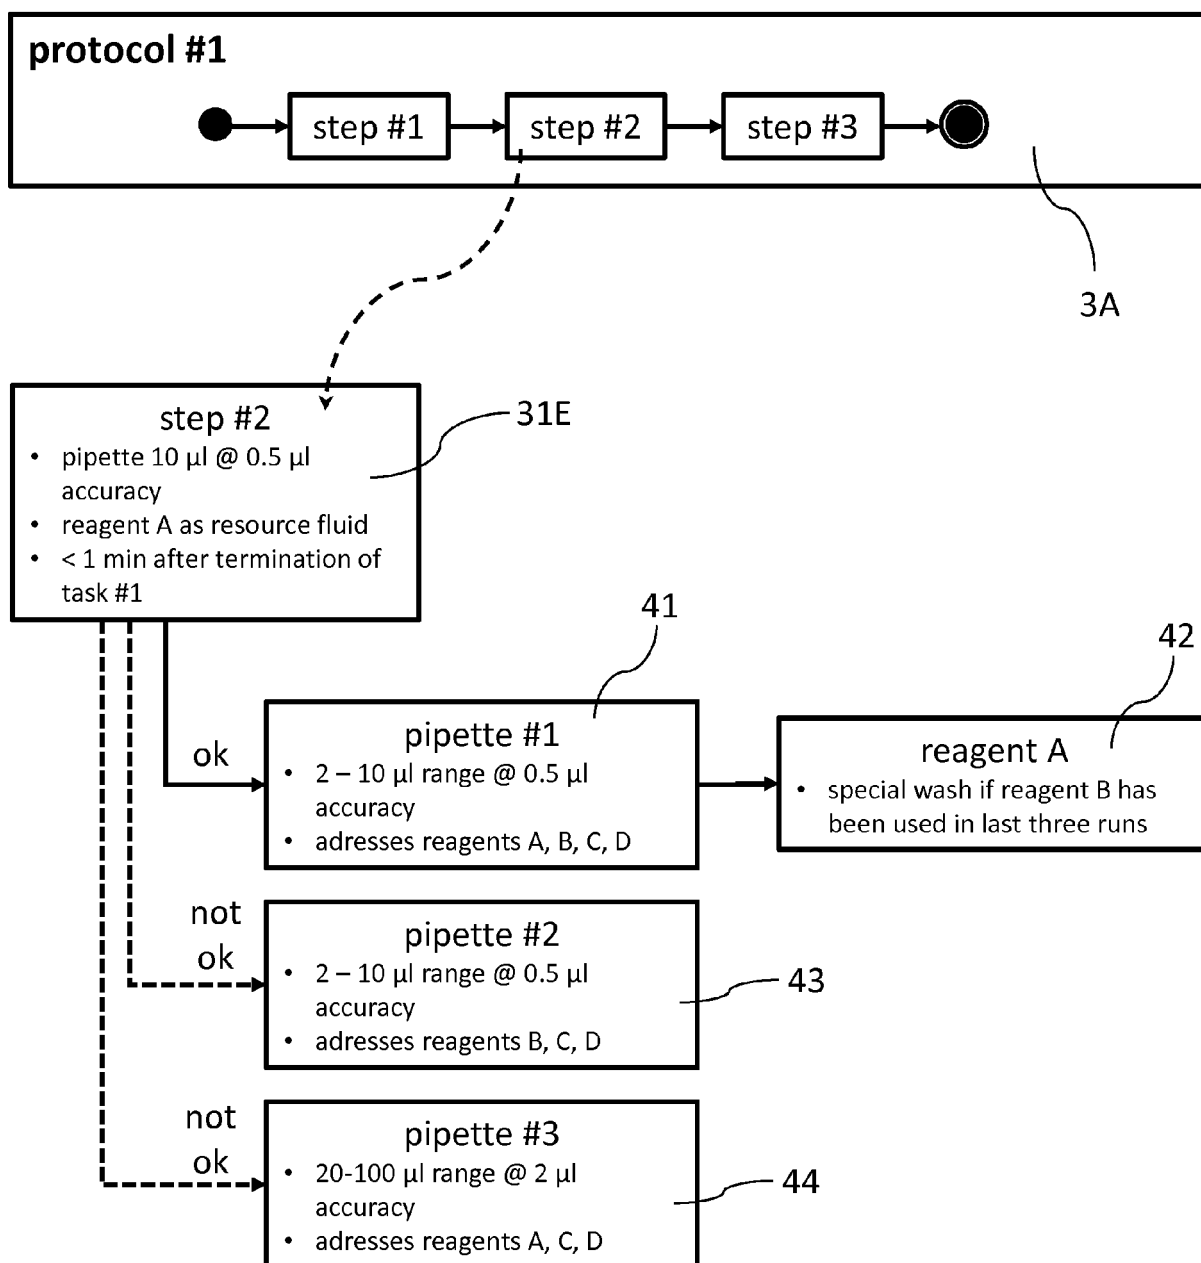 protocol #1
step #1
step #2
step #3
3A
step #2
31E
• pipette 10 µl @ 0.5 µl
accuracy
• reagent A as resource fluid
• < 1 min after termination of
task #1
41
42
ok
pipette #1
• 2 – 10 µl range @ 0.5 µl
accuracy
• adresses reagents A, B, C, D
reagent A
• special wash if reagent B has
been used in last three runs
not
ok
pipette #2
• 2 – 10 µl range @ 0.5 µl
accuracy
• adresses reagents B, C, D
43
not
ok
pipette #3
• 20-100 µl range @ 2 µl
accuracy
• adresses reagents A, C, D
44